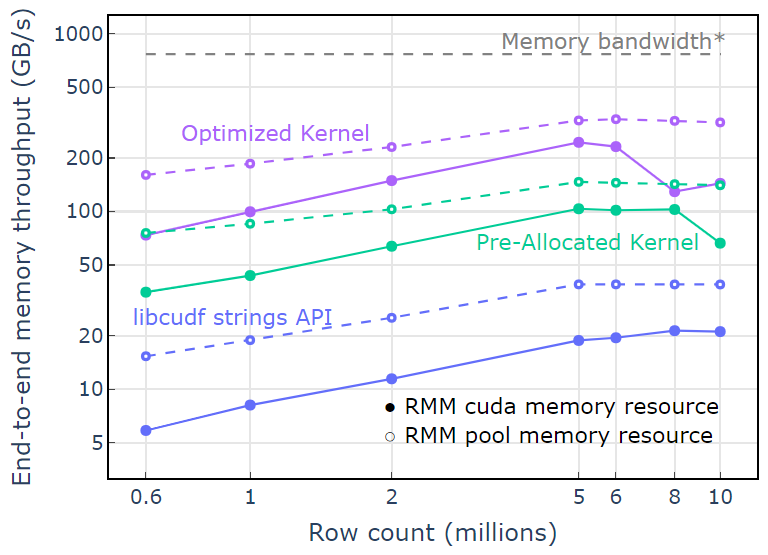 End-to-end memory throughput (GB/s)
1000
500
200
100
50
20
10
5
Memory bandwidth*
Optimized Kernel
Pre-Allocated Kernel
libcudf strings API
● RMM cuda memory resource
○ RMM pool memory resource
0.6 1 2 5 6 8 10
Row count (millions)